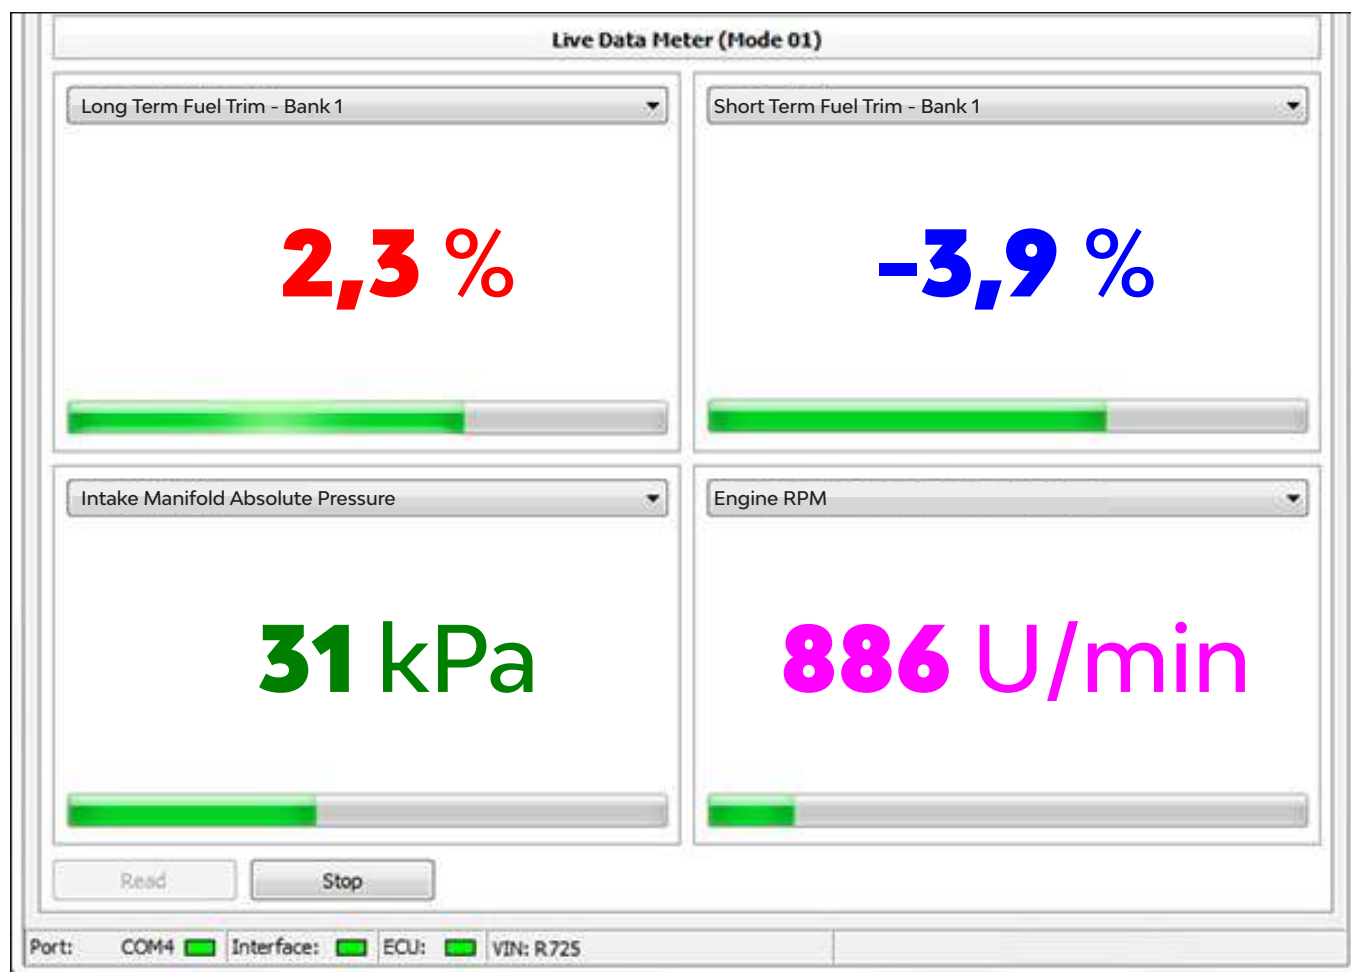 Live Data Meter (Mode 01)
Long Term Fuel Trim - Bank 1
Short Term Fuel Trim - Bank 1
2,3 %
-3,9 %
Intake Manifold Absolute Pressure
Engine RPM
31 kPa
886 U/min
Read
Stop
Port: COM4 Interface: ECU: VIN: R725